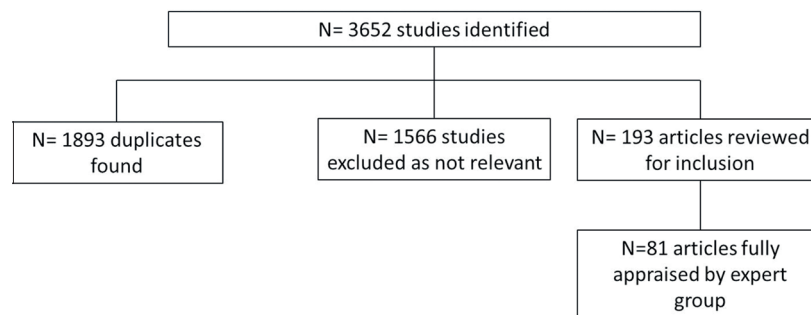 N= 3652 studies identified
N= 1893 duplicates
found
N= 1566 studies
excluded as not relevant
N= 193 articles reviewed
for inclusion
N=81 articles fully
appraised by expert
group